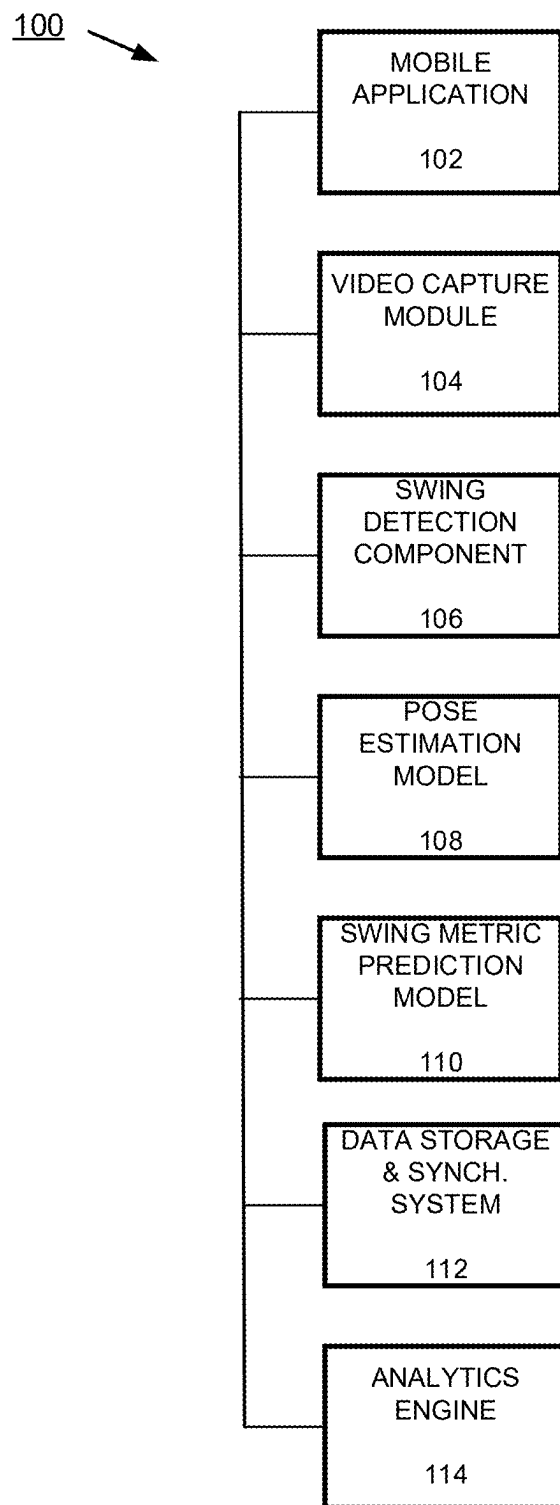 100
MOBILE
APPLICATION
102
VIDEO CAPTURE
MODULE
104
SWING
DETECTION
COMPONENT
106
POSE
ESTIMATION
MODEL
108
SWING METRIC
PREDICTION
MODEL
110
DATA STORAGE
& SYNCH.
SYSTEM
112
ANALYTICS
ENGINE
114